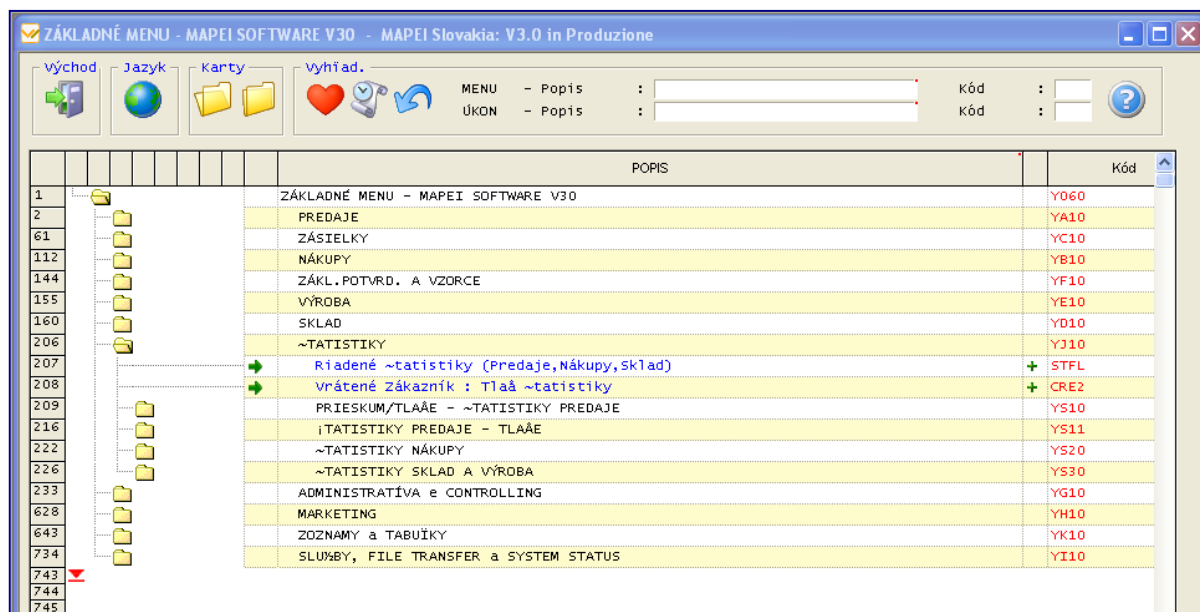 ZÁKLADNÉ MENU - MAPEI SOFTWARE V30 - MAPEI Slovakia: V3.0 in Produzione
Východ Jazyk Karty Vyhïad.
MENU - Popis : Kód :
ÚKON - Popis : Kód :
POPIS Kód
1 ZÁKLADNÉ MENU - MAPEI SOFTWARE V30 YO60
2 PREDAJE YA10
61 ZÁSIELKY YC10
112 NÁKUPY YB10
144 ZÁKL.POTVRD. A VZORCE YF10
155 VÝROBA YE10
160 SKLAD YD10
206 ~TATISTIKY YJ10
207 Riadené ~tatistiky (Predaje,Nákupy,Sklad) + STFL
208 Vrátené Zákazník : Tlaå ~tatistiky + CRE2
209 PRIESKUM/TLAÅE - ~TATISTIKY PREDAJE YS10
216 ¡TATISTIKY PREDAJE - TLAÅE YS11
222 ~TATISTIKY NÁKUPY YS20
226 ~TATISTIKY SKLAD A VÝROBA YS30
233 ADMINISTRATÍVA e CONTROLLING YG10
628 MARKETING YH10
643 ZOZNAMY a TABUÏKY YK10
734 SLU½BY, FILE TRANSFER a SYSTEM STATUS YI10
743
744
745